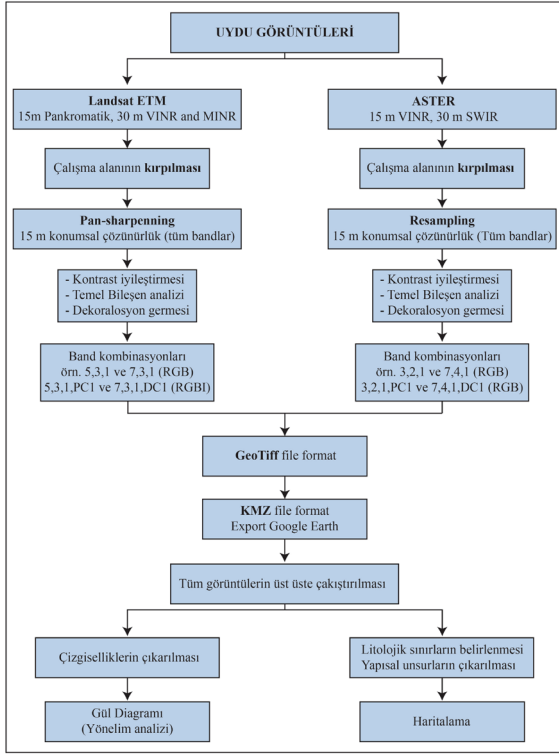 UYDU GÖRÜNTÜLERİ
Landsat ETM
15m Pankromatik, 30 m VINR and MINR
Çalışma alanının kırpılması
Pan-sharpenning
15 m konumsal çözünürlük (tüm bandlar)
- Kontrast iyileştirmesi
- Temel Bileşen analizi
- Dekoralosyon germesi
Band kombinasyonları
örn. 5,3,1 ve 7,3,1 (RGB)
5,3,1,PC1 ve 7,3,1,DC1 (RGBI)
ASTER
15 m VINR, 30 m SWIR
Çalışma alanının kırpılması
Resampling
15 m konumsal çözünürlük (Tüm bandlar)
- Kontrast iyileştirmesi
- Temel Bileşen analizi
- Dekoralosyon germesi
Band kombinasyonları
örn. 3,2,1 ve 7,4,1 (RGB)
3,2,1,PC1 ve 7,4,1,DC1 (RGB)
GeoTiff file format
KMZ file format
Export Google Earth
Tüm görüntülerin üst üste çakıştırılması
Çizgiselliklerin çıkarılması
Gül Diagramı
(Yönelim analizi)
Litolojik sınırların belirlenmesi
Yapısal unsurların çıkarılması
Haritalama